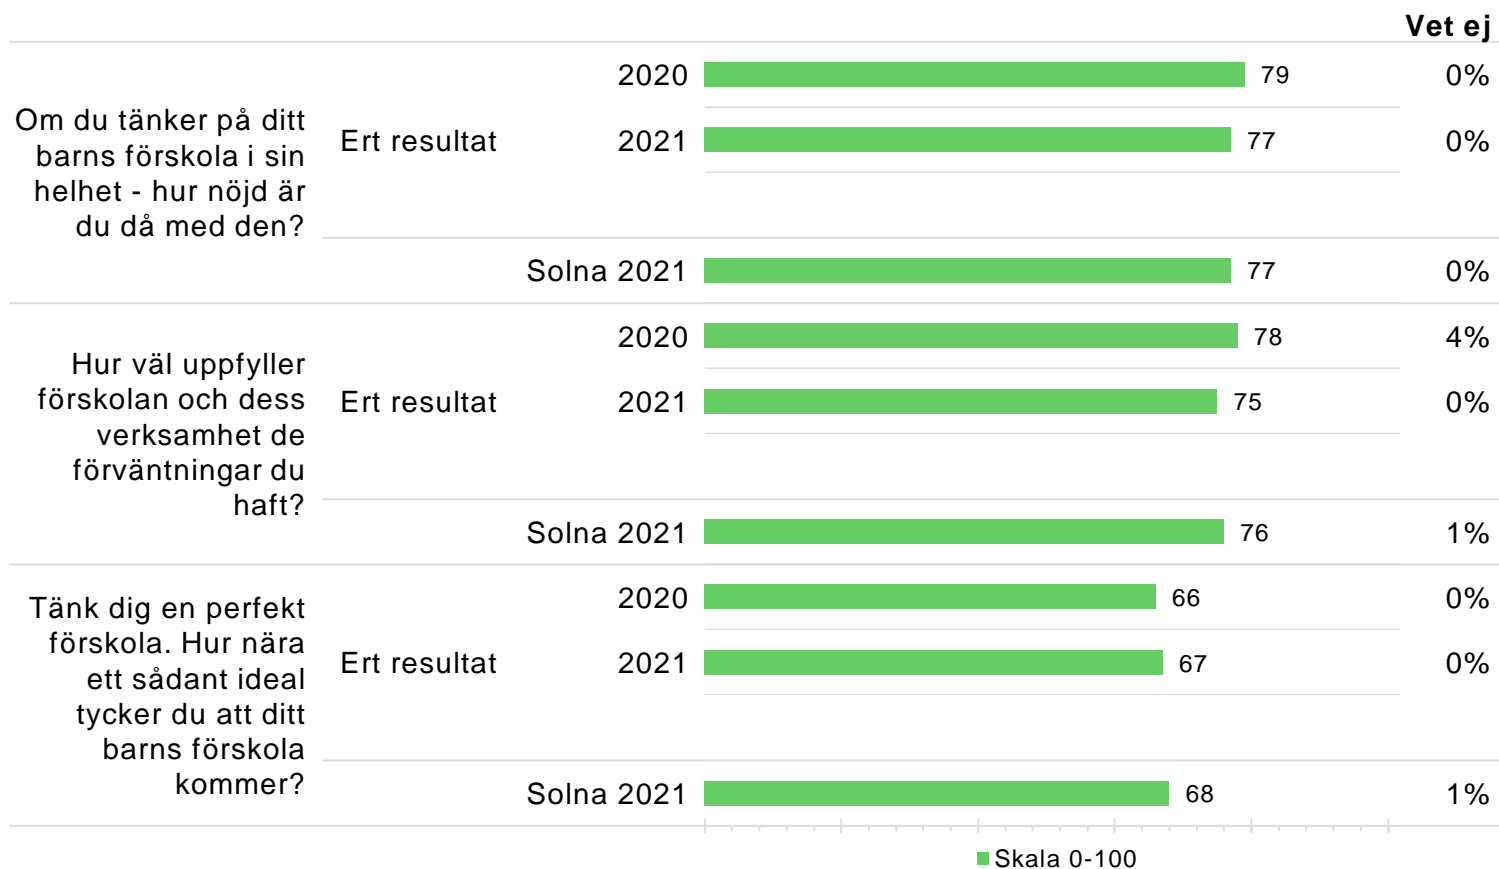 Vet ej
Om du tänker på ditt
barns förskola i sin
helhet - hur nöjd är
du då med den?
Ert resultat
2020 79 0%
2021 77 0%
Solna 2021 77 0%
Hur väl uppfyller
förskolan och dess
verksamhet de
förväntningar du
haft?
Ert resultat
2020 78 4%
2021 75 0%
Solna 2021 76 1%
Tänk dig en perfekt
förskola. Hur nära
ett sådant ideal
tycker du att ditt
barns förskola
kommer?
Ert resultat
2020 66 0%
2021 67 0%
Solna 2021 68 1%
Skala 0-100